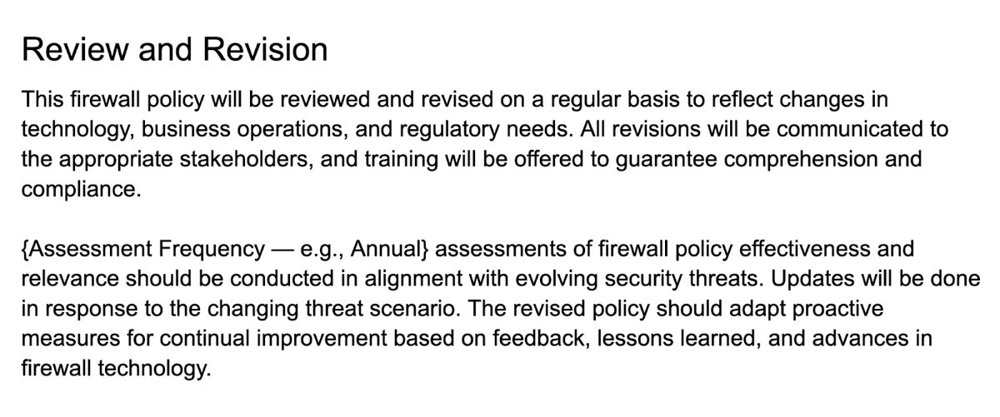 Review and Revision
This firewall policy will be reviewed and revised on a regular basis to reflect changes in
technology, business operations, and regulatory needs. All revisions will be communicated to
the appropriate stakeholders, and training will be offered to guarantee comprehension and
compliance.
{Assessment Frequency — e.g., Annual} assessments of firewall policy effectiveness and
relevance should be conducted in alignment with evolving security threats. Updates will be done
in response to the changing threat scenario. The revised policy should adapt proactive
measures for continual improvement based on feedback, lessons learned, and advances in
firewall technology.